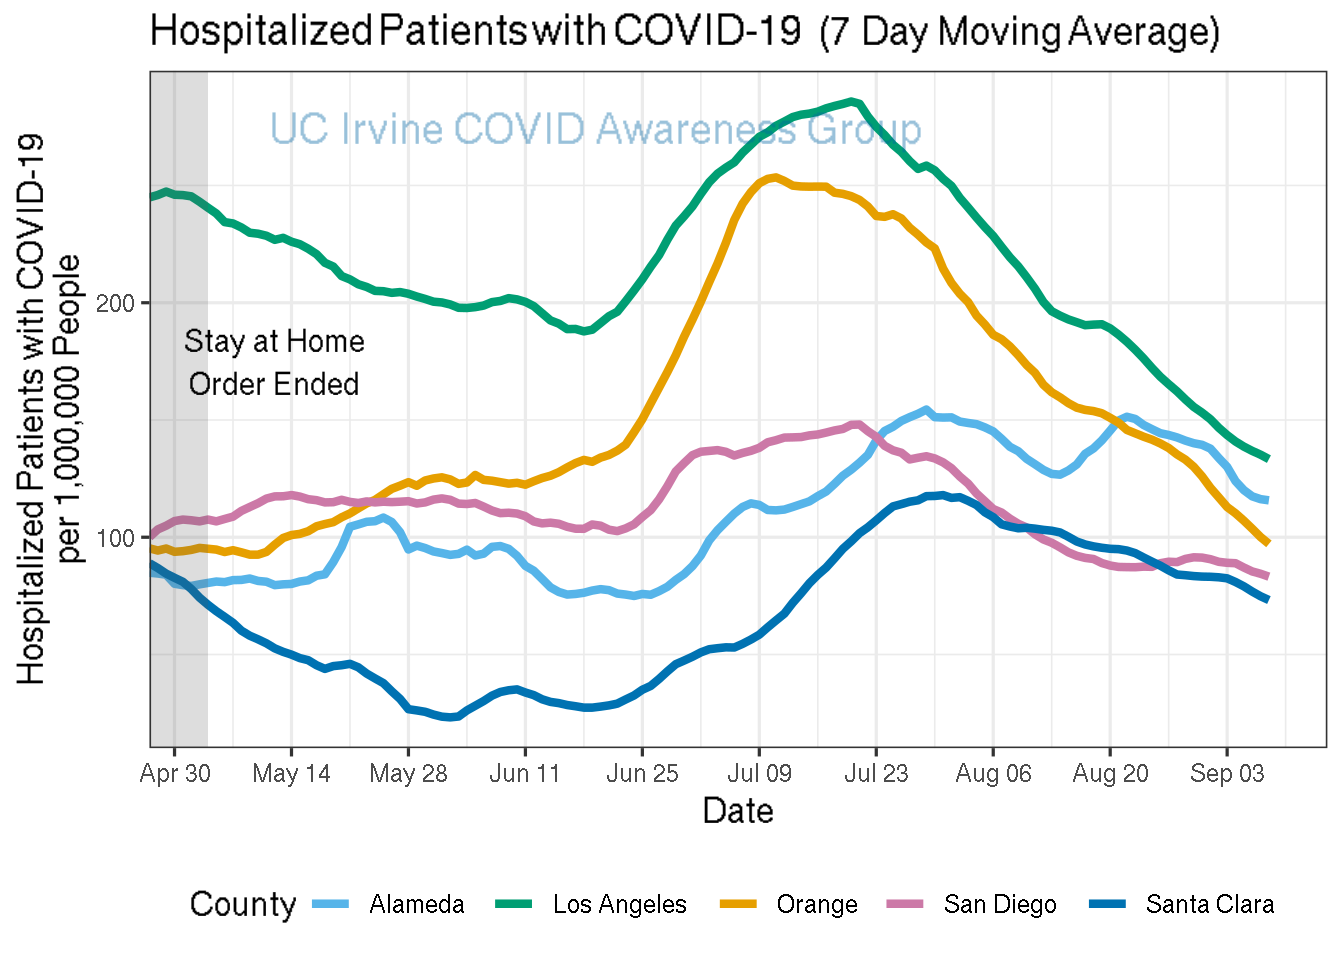 Hospitalized Patients with COVID-19 (7 Day Moving Average)
UC Irvine COVID Awareness Group
Hospitalized Patients with COVID-19
per 1,000,000 People
200
100
Stay at Home
Order Ended
Apr 30 May 14 May 28 Jun 11 Jun 25 Jul 09 Jul 23 Aug 06 Aug 20 Sep 03
Date
County Alameda Los Angeles Orange San Diego Santa Clara